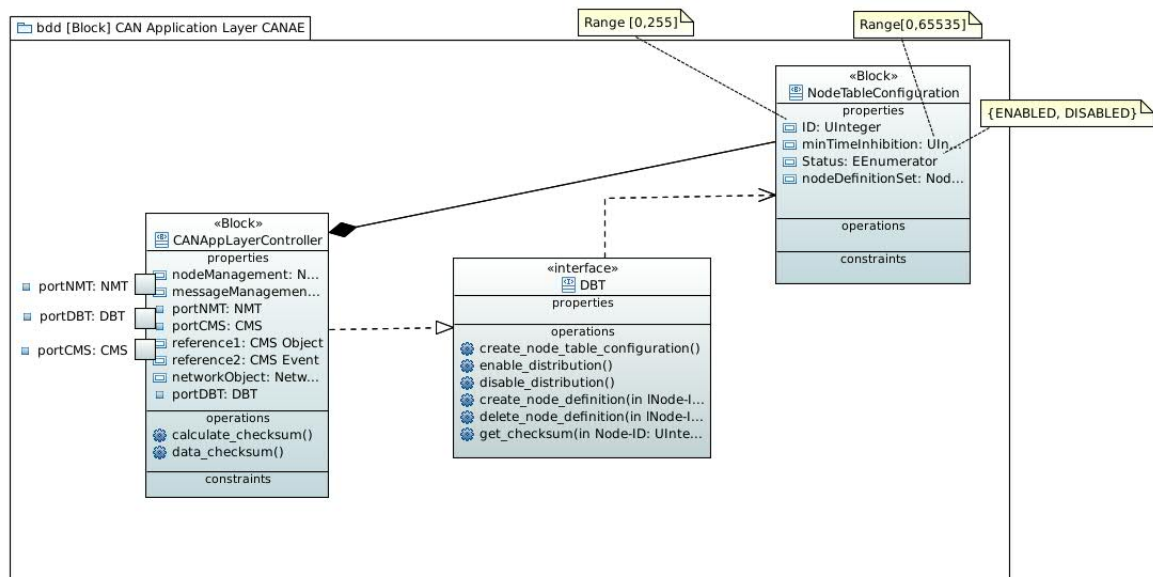 bdd [Block] CAN Application Layer CANAE
Range [0,255]
Range[0,65535]
{ENABLED, DISABLED}
«Block»
NodeTableConfiguration
properties
ID: UInteger
minTimeInhibition: UIn...
Status: EEnumerator
nodeDefinitionSet: Nod...
operations
constraints
«Block»
CANAppLayerController
properties
nodeManagement: N...
messageManagemen...
portNMT: NMT
portCMS: CMS
reference1: CMS Object
reference2: CMS Event
networkObject: Netw...
portDBT: DBT
operations
calculate_checksum()
data_checksum()
constraints
portNMT: NMT
portDBT: DBT
portCMS: CMS
«interface»
DBT
properties
operations
create_node_table_configuration()
enable_distribution()
disable_distribution()
create_node_definition(in lNode-I...
delete_node_definition(in lNode-I...
get_checksum(in Node-ID: UInte...